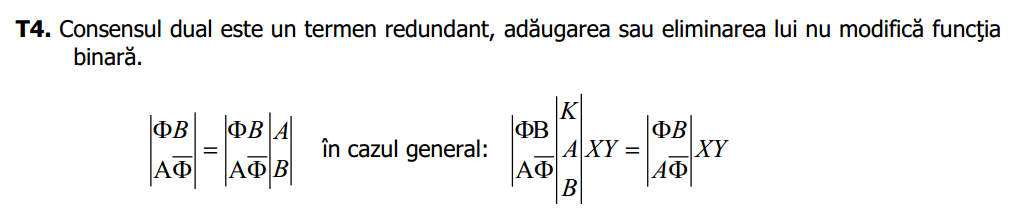 T4. Consensul dual este un termen redundant, adăugarea sau eliminarea lui nu modifică funcţia
binară.
|ΦB| = |ΦB|A| în cazul general: |ΦB|K A B|XY = |ΦB|XY
|AΦ̅| |AΦ̅|B| |AΦ̅| |AΦ̅|